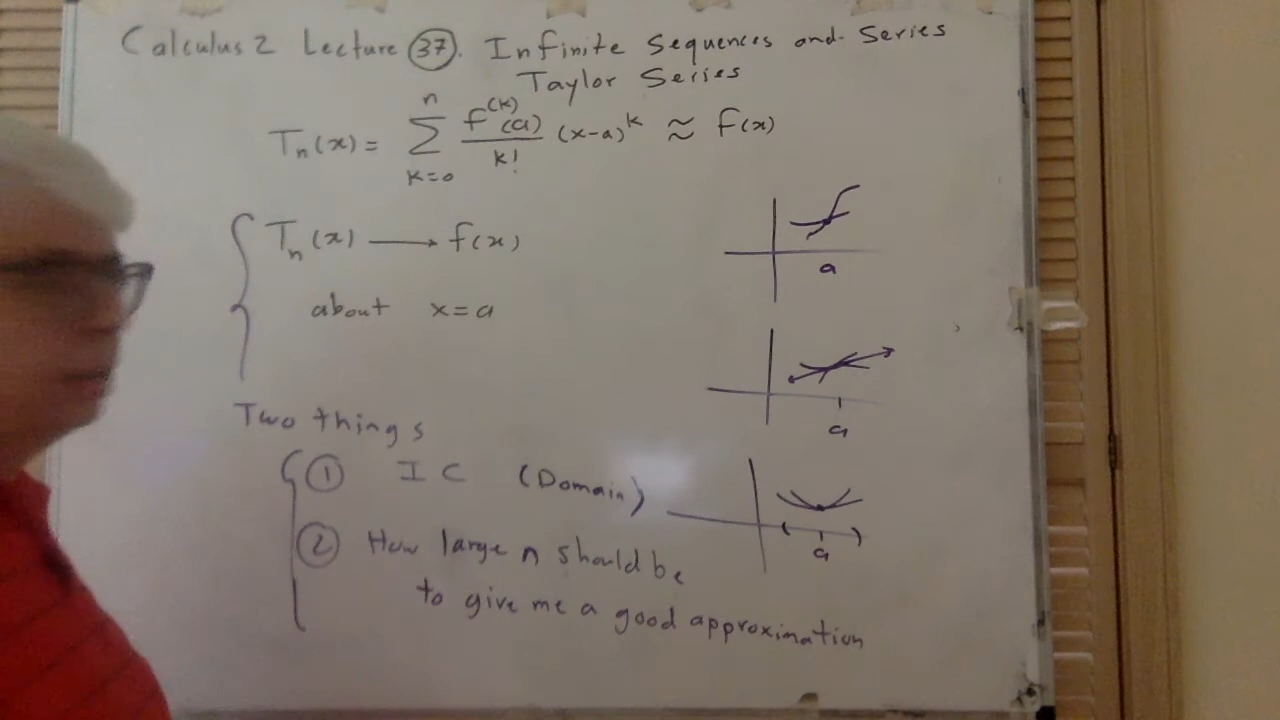 Calculus 2 Lecture 37. Infinite Sequences and Series
Taylor Series
Tn(x) = n∑k=0 f(k)(a)/k! (x-a)^k ≈ f(x)
Tn(x) → f(x)
about x = a
a
a
Two things
1 IC (Domain)
a
2 How large n should be
to give me a good approximation